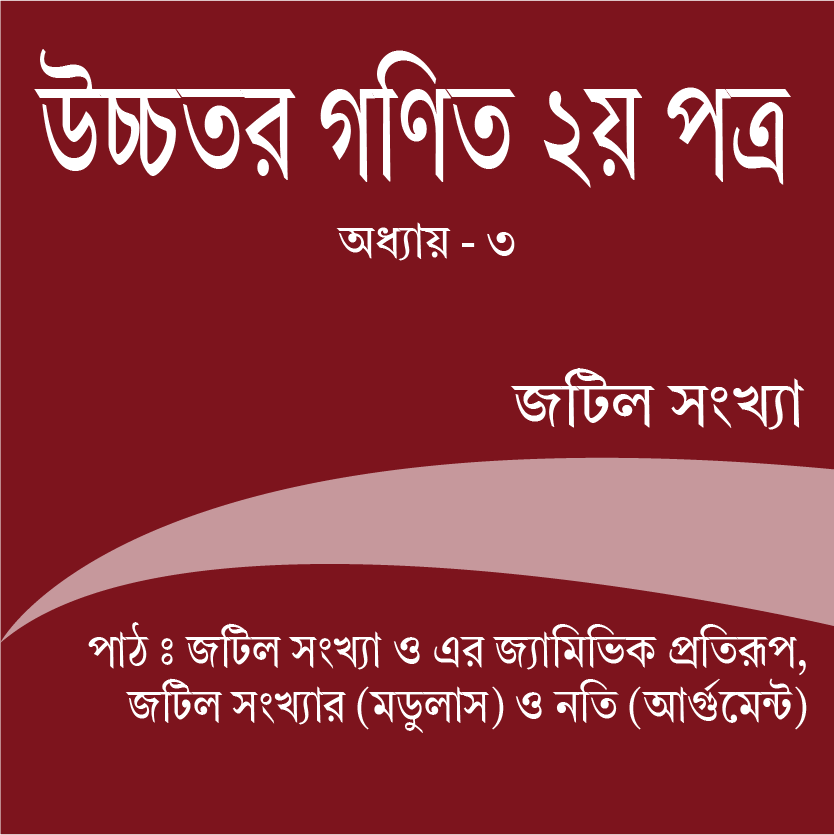 উচ্চতর গণিত ২য় পত্র
অধ্যায় - ৩
জটিল সংখ্যা
পাঠ ঃ জটিল সংখ্যা ও এর জ্যামিভিক প্রতিরূপ,
জটিল সংখ্যার (মডুলাস) ও নতি (আর্গুমেন্ট)